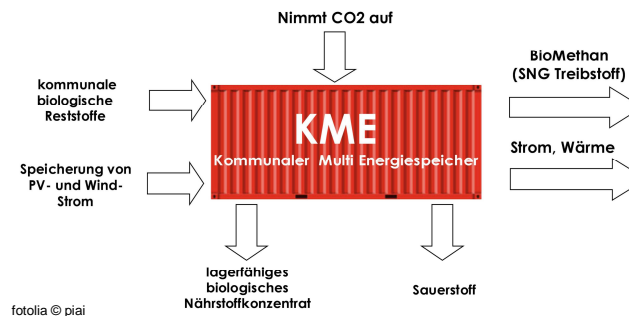 Nimmt CO2 auf
kommunale
biologische
Reststoffe
KME
Kommunaler Multi Energiespeicher
BioMethan
(SNG Treibstoff)
Strom, Wärme
Speicherung von
PV- und Wind-
Strom
lagerfähiges
biologisches
Nährstoffkonzentrat
Sauerstoff
fotolia © piai